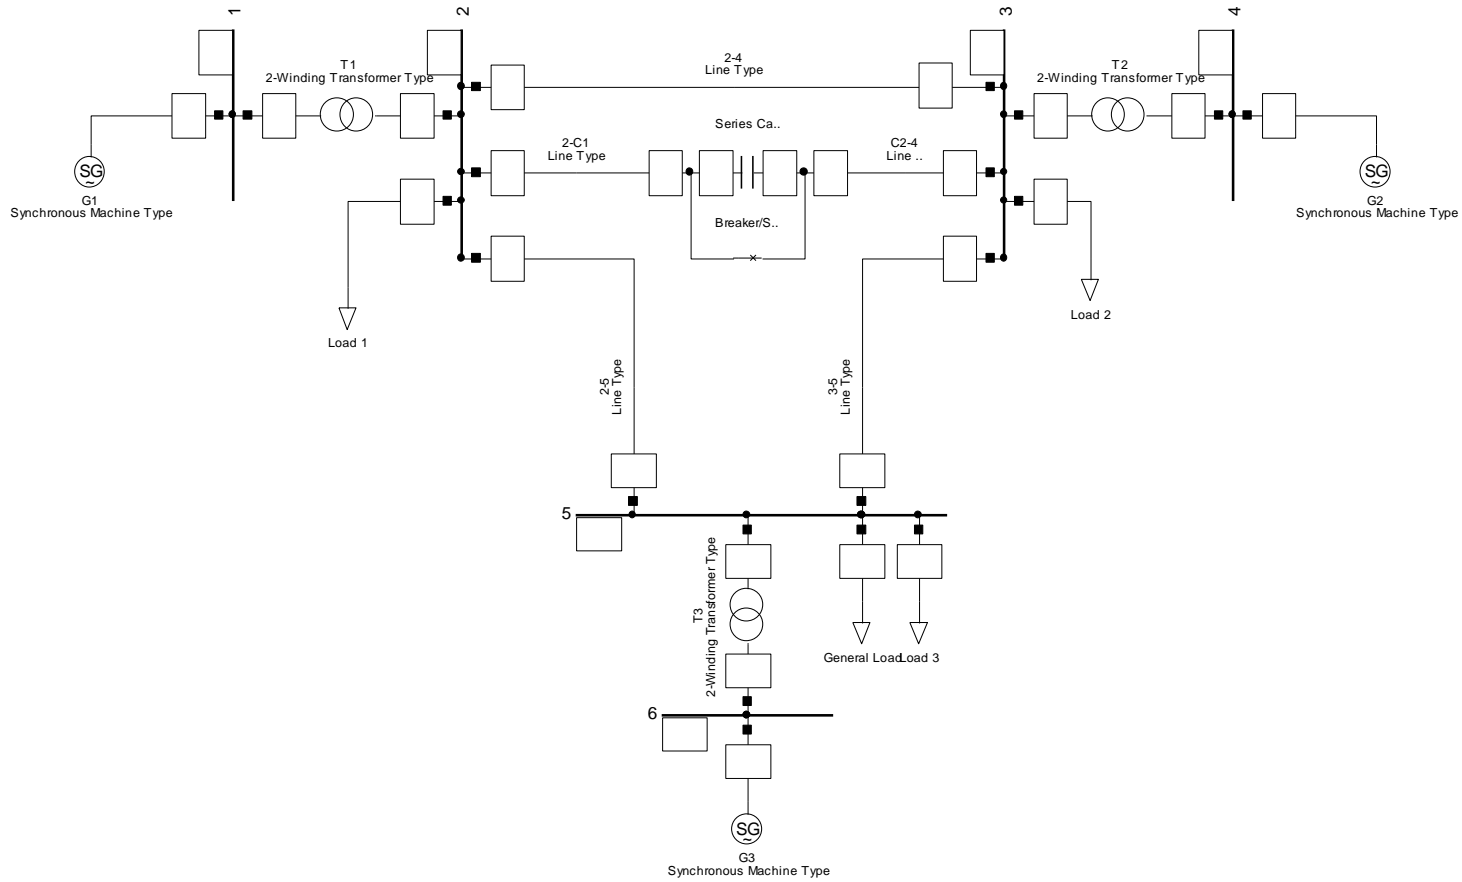 1
2
3
4
2-4
Line Type
T1
2-Winding Transformer Type
T2
2-Winding Transformer Type
Series Ca..
2-C1
Line Type
C2-4
Line ..
SG
~
G1
Synchronous Machine Type
SG
~
G2
Synchronous Machine Type
Breaker/S..
Load 1
Load 2
2-5
Line Type
3-5
Line Type
5
T3
2-Winding Transformer Type
General Load
Load 3
6
SG
~
G3
Synchronous Machine Type